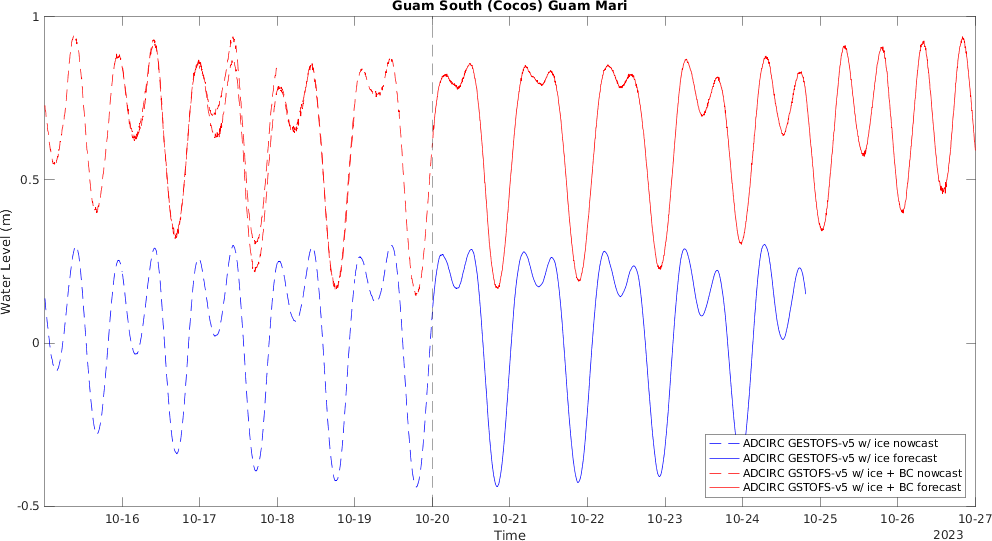 Guam South (Cocos) Guam Mari
Water Level (m)
1
0.5
0
-0.5
10-16
10-17
10-18
10-19
10-20
10-21
10-22
10-23
10-24
10-25
10-26
10-27
Time
2023
ADCIRC GESTOFS-v5 w/ ice nowcast
ADCIRC GESTOFS-v5 w/ ice forecast
ADCIRC GSTOFS-v5 w/ ice + BC nowcast
ADCIRC GSTOFS-v5 w/ ice + BC forecast